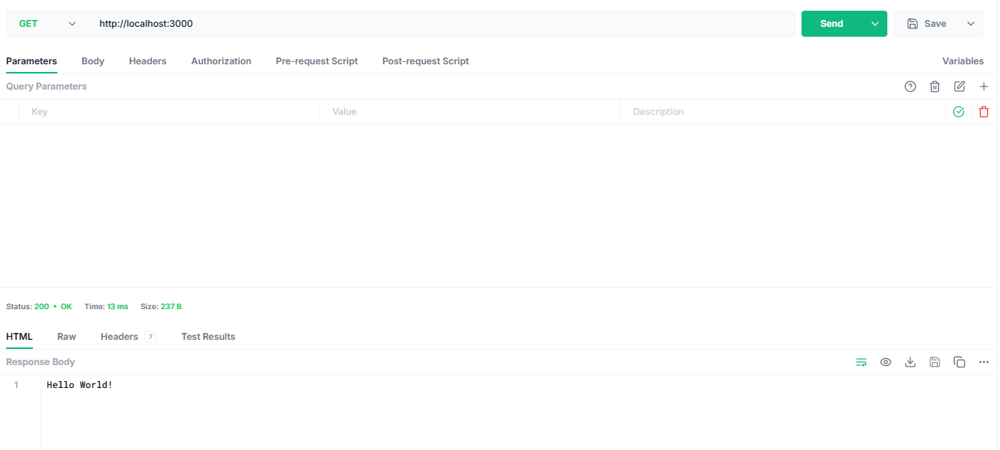 GET http://localhost:3000 Send Save
Parameters Body Headers Authorization Pre-request Script Post-request Script Variables
Query Parameters
Key Value Description
Status: 200 • OK Time: 13 ms Size: 237 B
HTML Raw Headers 7 Test Results
Response Body
1 Hello World!